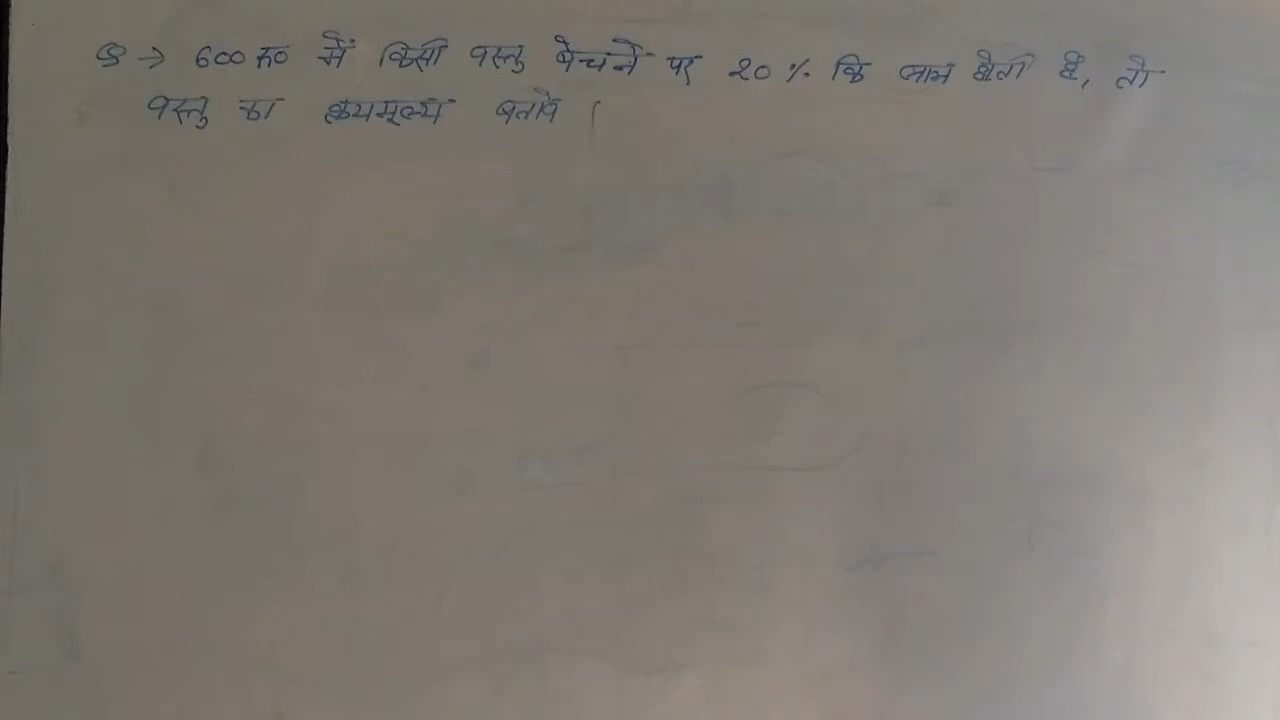 Q → 600 रु० में किसी वस्तु बेचने पर 20 % कि लाभ होती है, तो
वस्तु का क्रयमूल्य बतावे ।